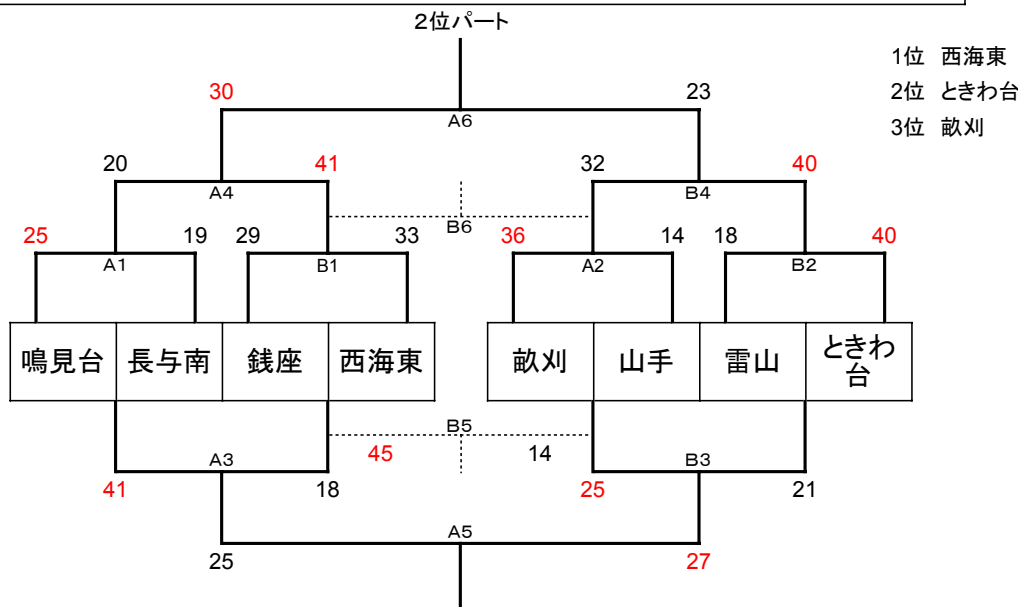 2位パート
1位 西海東
2位 ときわ台
3位 畝刈
30 23
A6
20 41 32 40
A4 B4
B6
25 19 29 33 36 14 18 40
A1 B1 A2 B2
鳴見台 長与南 銭座 西海東 畝刈 山手 雷山 ときわ
台
B5
45 14
A3 B3
41 18 25 21
A5
25 27